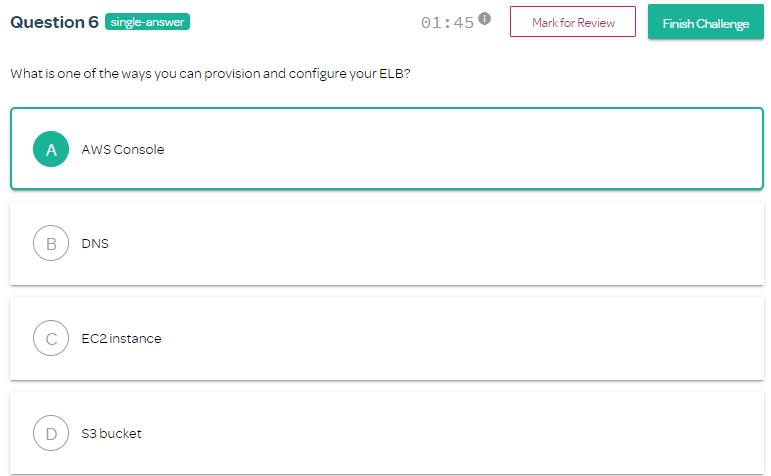 Question 6 single-answer 01:45 Mark for Review Finish Challenge
What is one of the ways you can provision and configure your ELB?
A AWS Console
B DNS
C EC2 instance
D S3 bucket